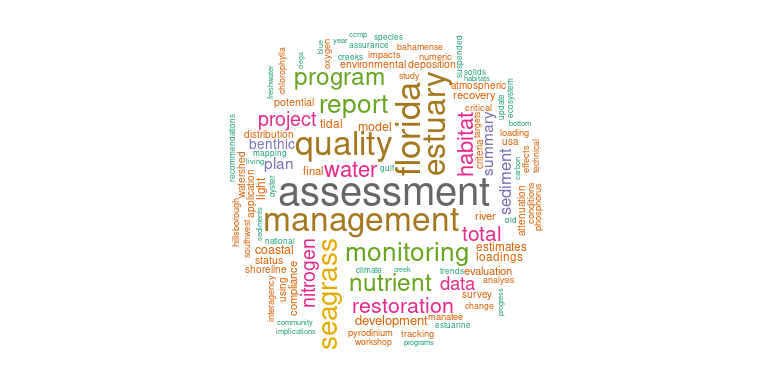 ccmp
year
species
blue
assurance
bahamense
oxygen
creeks
impacts
numeric
suspended
oega
environmental
deposition
chlorophylla
program
study
solids
habitats
freshwater
atmospheric
potential
report
florida
estuary
recovery
update
ecosystem
critical
project
tidal
model
targets
bottom
distribution
quality
habitat
summary
loading
recommendations
benthic
criteria
usa
mapping
living
plan
water
gulf
sediment
carbon
effects
technical
watershed
final
light
oyster
assessment
application
attenuation
conditions
phosphorus
management
river
old
hillsborough
southwest
sediments
national
total
coastal
nitrogen
seagrass
monitoring
estimates
status
loadings
shoreline
climate
creek
trends
evaluation
interagency
using
compliance
nutrient
data
analysis
restoration
survey
change
progress
community
development
manatee
estuarine
implications
pyrodinium
tracking
workshop
programs